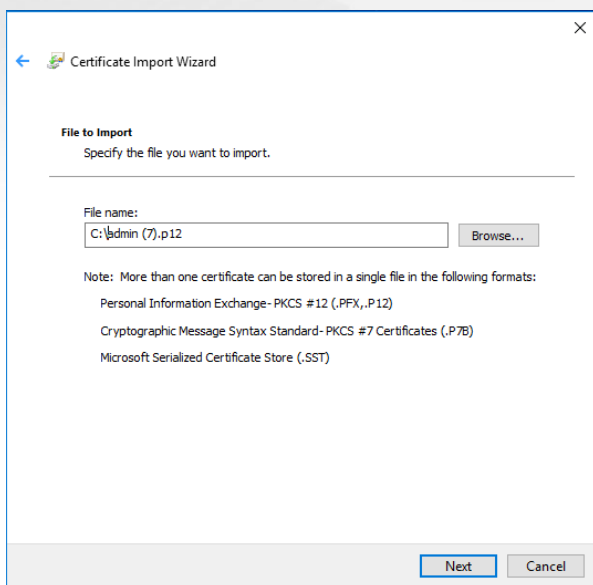 Certificate Import Wizard
File to Import
Specify the file you want to import.
File name:
C:\admin (7).p12
Browse...
Note: More than one certificate can be stored in a single file in the following formats:
Personal Information Exchange- PKCS #12 (.PFX,.P12)
Cryptographic Message Syntax Standard- PKCS #7 Certificates (.P7B)
Microsoft Serialized Certificate Store (.SST)
Next
Cancel